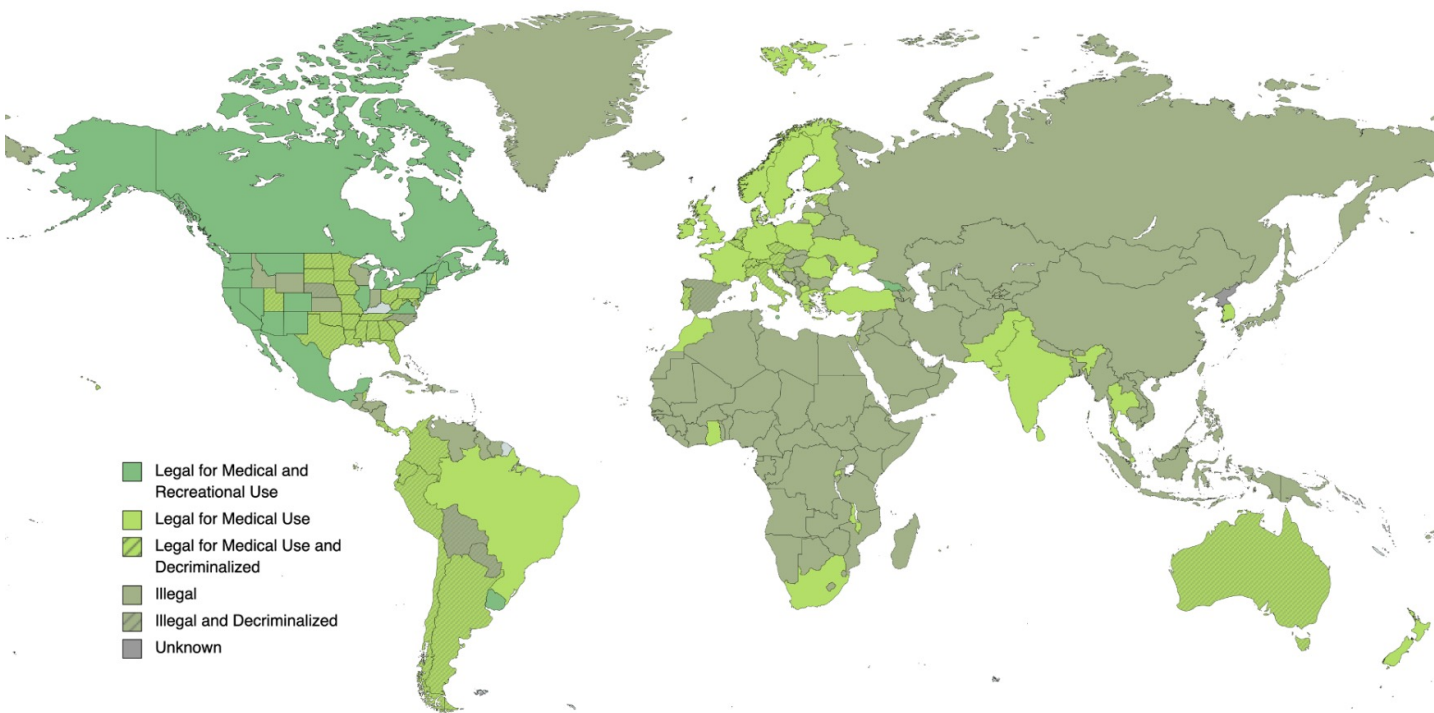 Legal for Medical and
Recreational Use
Legal for Medical Use
Legal for Medical Use and
Decriminalized
Illegal
Illegal and Decriminalized
Unknown